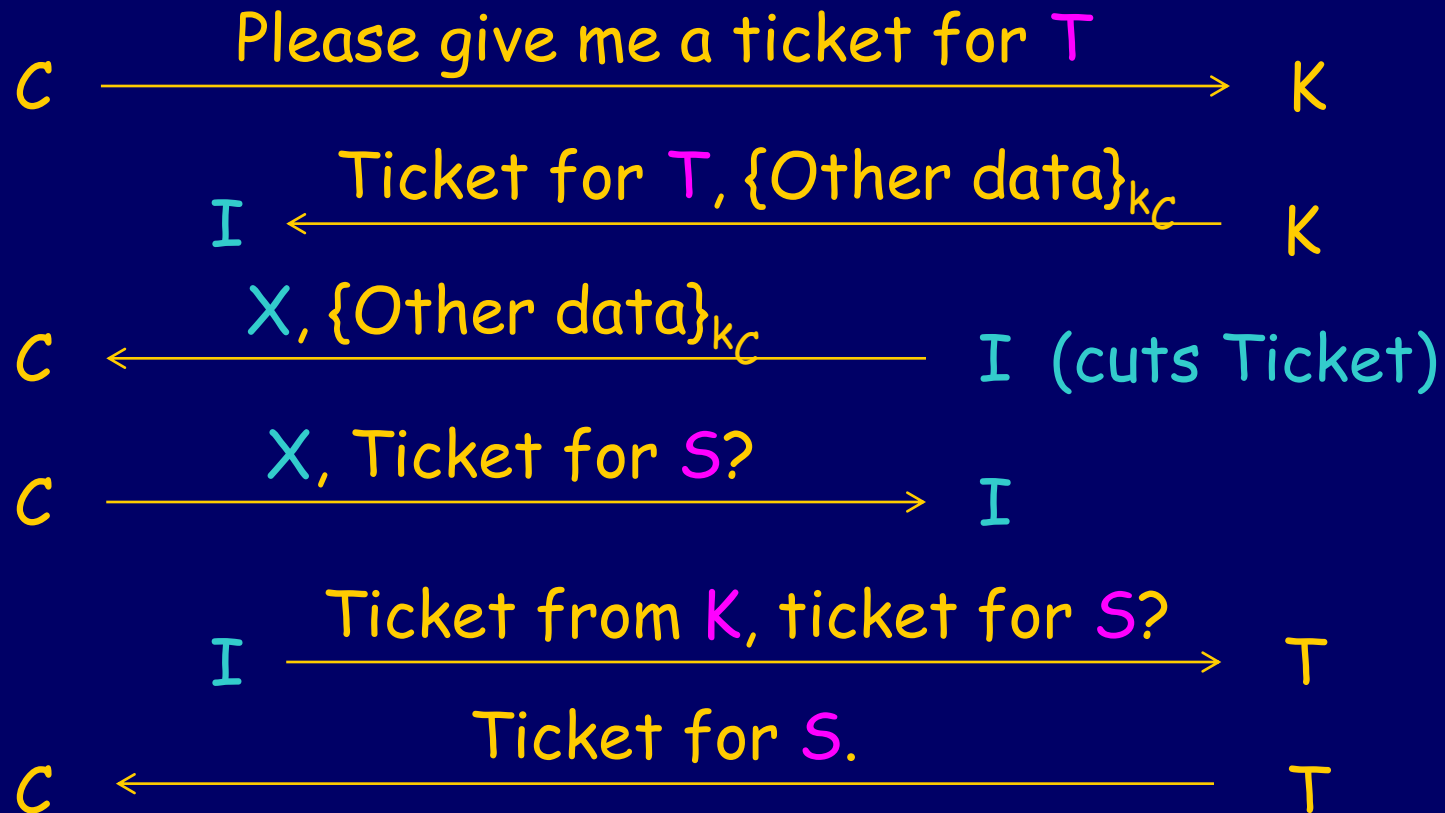 Please give me a ticket for T
C K
Ticket for T, {Other data}kC
I K
X, {Other data}kC
C I (cuts Ticket)
X, Ticket for S?
C I
Ticket from K, ticket for S?
I T
Ticket for S.
C T